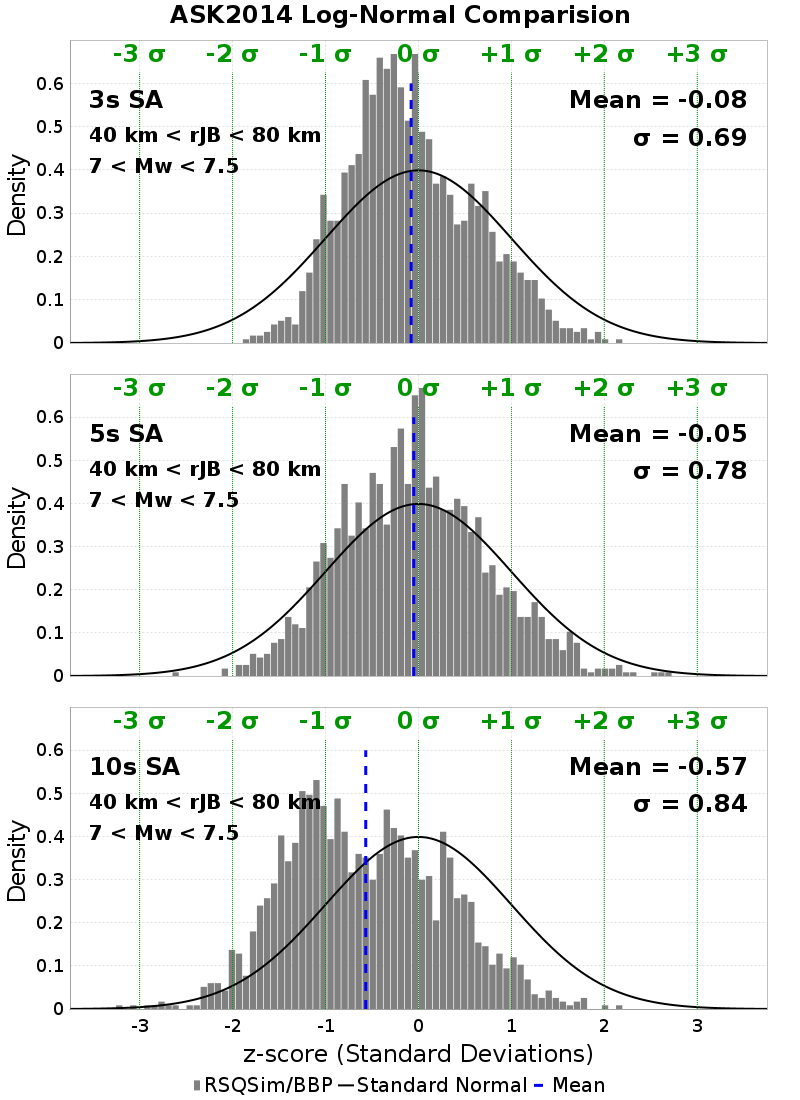 ASK2014 Log-Normal Comparision
-3 σ -2 σ -1 σ 0 σ +1 σ +2 σ +3 σ
3s SA
40 km < rJB < 80 km
7 < Mw < 7.5
Mean = -0.08
σ = 0.69
Density
0.6
0.5
0.4
0.3
0.2
0.1
0
-3 σ -2 σ -1 σ 0 σ +1 σ +2 σ +3 σ
5s SA
40 km < rJB < 80 km
7 < Mw < 7.5
Mean = -0.05
σ = 0.78
Density
0.6
0.5
0.4
0.3
0.2
0.1
0
-3 σ -2 σ -1 σ 0 σ +1 σ +2 σ +3 σ
10s SA
40 km < rJB < 80 km
7 < Mw < 7.5
Mean = -0.57
σ = 0.84
Density
0.6
0.5
0.4
0.3
0.2
0.1
0
-3 -2 -1 0 1 2 3
z-score (Standard Deviations)
RSQSim/BBP Standard Normal Mean